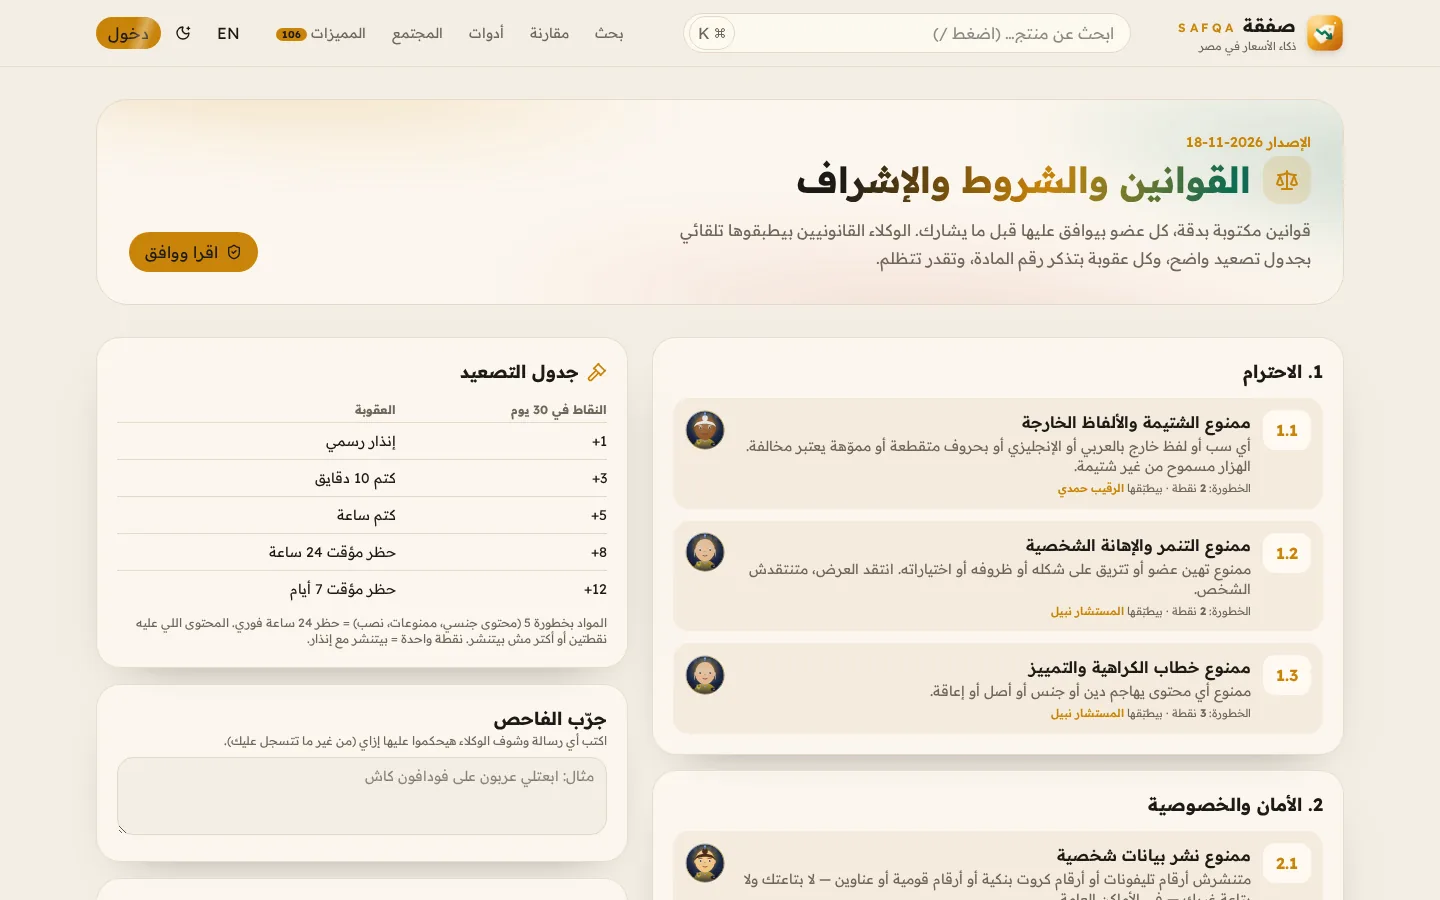 صفقة SAFQA
ذكاء الأسعار في مصر
ابحث عن منتج... (اضغط /)
⌘ K
بحث
مقارنة
أدوات
المجتمع
المميزات 106
EN
دخول
الإصدار 2026-11-18
القوانين والشروط والإشراف
قوانين مكتوبة بدقة، كل عضو بيوافق عليها قبل ما يشارك. الوكلاء القانونيين بيطبقوها تلقائي
بجدول تصعيد واضح، وكل عقوبة بتذكر رقم المادة، وتقدر تتظلم.
اقرا ووافق
1. الاحترام
1.1
ممنوع الشتيمة والألفاظ الخارجة
أي سب أو لفظ خارج بالعربي أو الإنجليزي أو بحروف متقطعة أو مموّهة يعتبر مخالفة.
الهزار مسموح من غير شتيمة.
الخطورة: 2 نقطة · بيطبّقها الرقيب حمدي
1.2
ممنوع التنمر والإهانة الشخصية
ممنوع تهين عضو أو تتريق على شكله أو ظروفه أو اختياراته. انتقد العرض، متنتقدش
الشخص.
الخطورة: 2 نقطة · بيطبّقها المستشار نبيل
1.3
ممنوع خطاب الكراهية والتمييز
ممنوع أي محتوى يهاجم دين أو جنس أو أصل أو إعاقة.
الخطورة: 3 نقطة · بيطبّقها المستشار نبيل
2. الأمان والخصوصية
2.1
ممنوع نشر بيانات شخصية
متنشرش أرقام تليفونات أو أرقام كروت بنكية أو أرقام قومية أو عناوين — لا بتاعتك ولا
بتاعة غيرك — في الأماكن العامة.
جدول التصعيد
النقاط في 30 يوم
العقوبة
1+
إنذار رسمي
3+
كتم 10 دقايق
5+
كتم ساعة
8+
حظر مؤقت 24 ساعة
12+
حظر مؤقت 7 أيام
المواد بخطورة 5 (محتوى جنسي، ممنوعات، نصب) = حظر 24 ساعة فوري. المحتوى اللي عليه
نقطتين أو أكتر مش بيتنشر. نقطة واحدة = بيتنشر مع إنذار.
جرّب الفاحص
اكتب أي رسالة وشوف الوكلاء هيحكموا عليها إزاي (من غير ما تتسجل عليك).
مثال: ابعتلي عربون على فودافون كاش